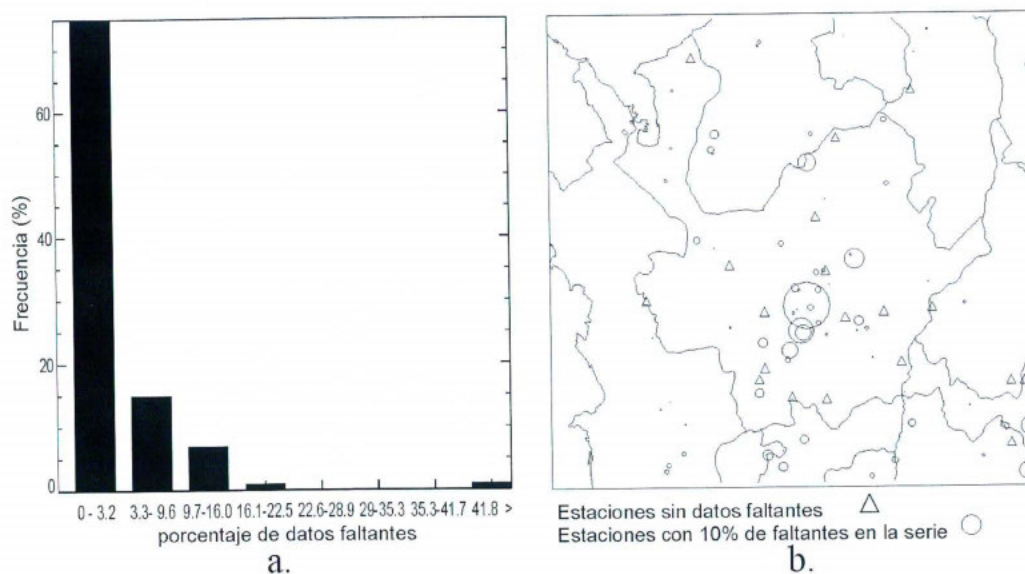 60
40
20
0
Frecuencia (%)
0 - 3.2 3.3- 9.6 9.7-16.0 16.1-22.5 22.6-28.9 29-35.3 35.3-41.7 41.8 >
porcentaje de datos faltantes
a.
Estaciones sin datos faltantes
Estaciones con 10% de faltantes en la serie
b.